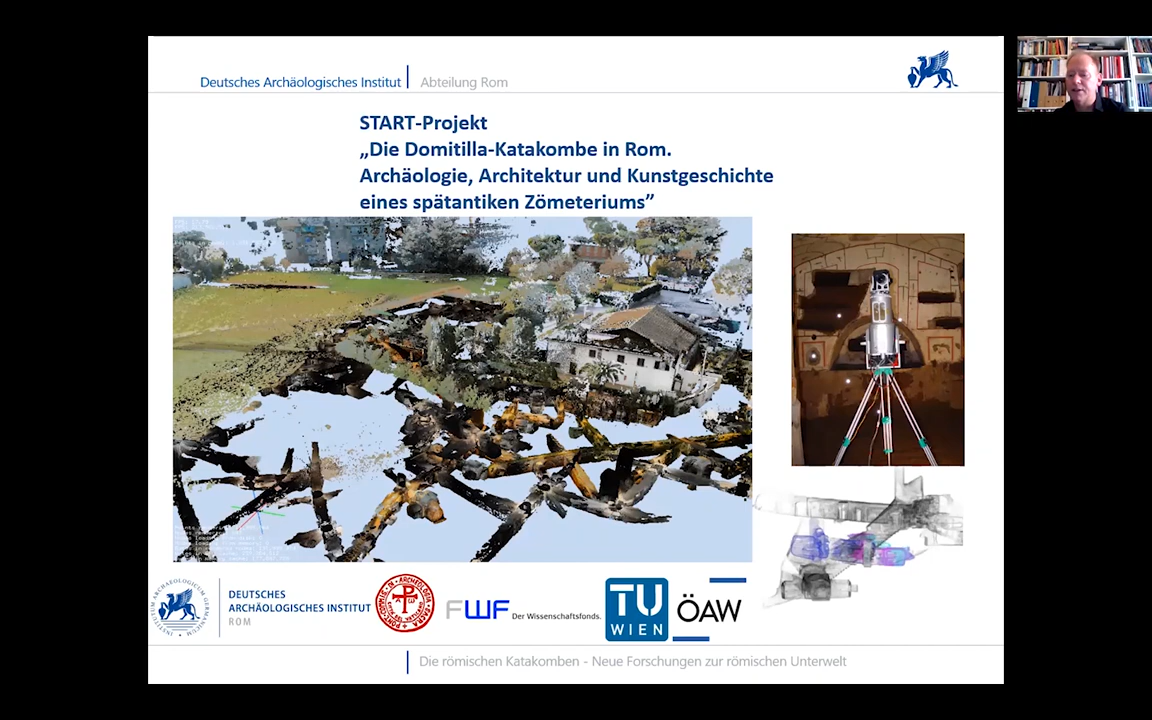 Deutsches Archäologisches Institut
Abteilung Rom
START-Projekt
„Die Domitilla-Katakombe in Rom.
Archäologie, Architektur und Kunstgeschichte
eines spätantiken Zömeteriums”
DEUTSCHES
ARCHÄOLOGISCHES INSTITUT
ROM
FWF Der Wissenschaftsfonds.
TU
WIEN
ÖAW
Die römischen Katakomben - Neue Forschungen zur römischen Unterwelt